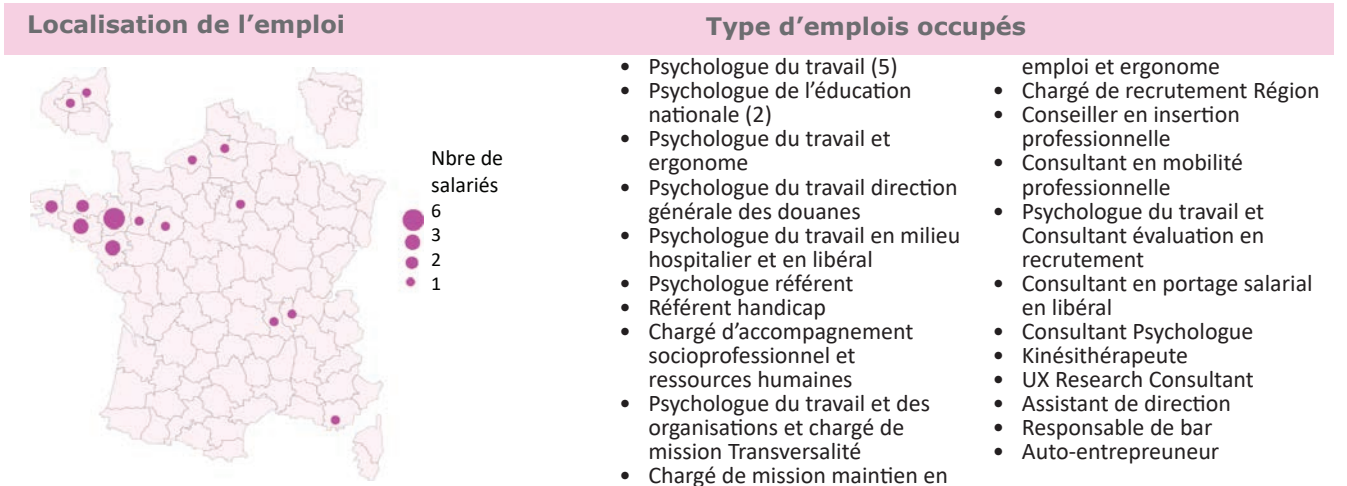 Localisation de l’emploi
Type d’emplois occupés
Nbre de
salariés
6
3
2
1
• Psychologue du travail (5)
• Psychologue de l’éducation
nationale (2)
• Psychologue du travail et
ergonome
• Psychologue du travail direction
générale des douanes
• Psychologue du travail en milieu
hospitalier et en libéral
• Psychologue référent
• Référent handicap
• Chargé d’accompagnement
socioprofessionnel et
ressources humaines
• Psychologue du travail et des
organisations et chargé de
mission Transversalité
• Chargé de mission maintien en
emploi et ergonome
• Chargé de recrutement Région
• Conseiller en insertion
professionnelle
• Consultant en mobilité
professionnelle
• Psychologue du travail et
Consultant évaluation en
recrutement
• Consultant en portage salarial
en libéral
• Consultant Psychologue
• Kinésithérapeute
• UX Research Consultant
• Assistant de direction
• Responsable de bar
• Auto-entrepreuneur